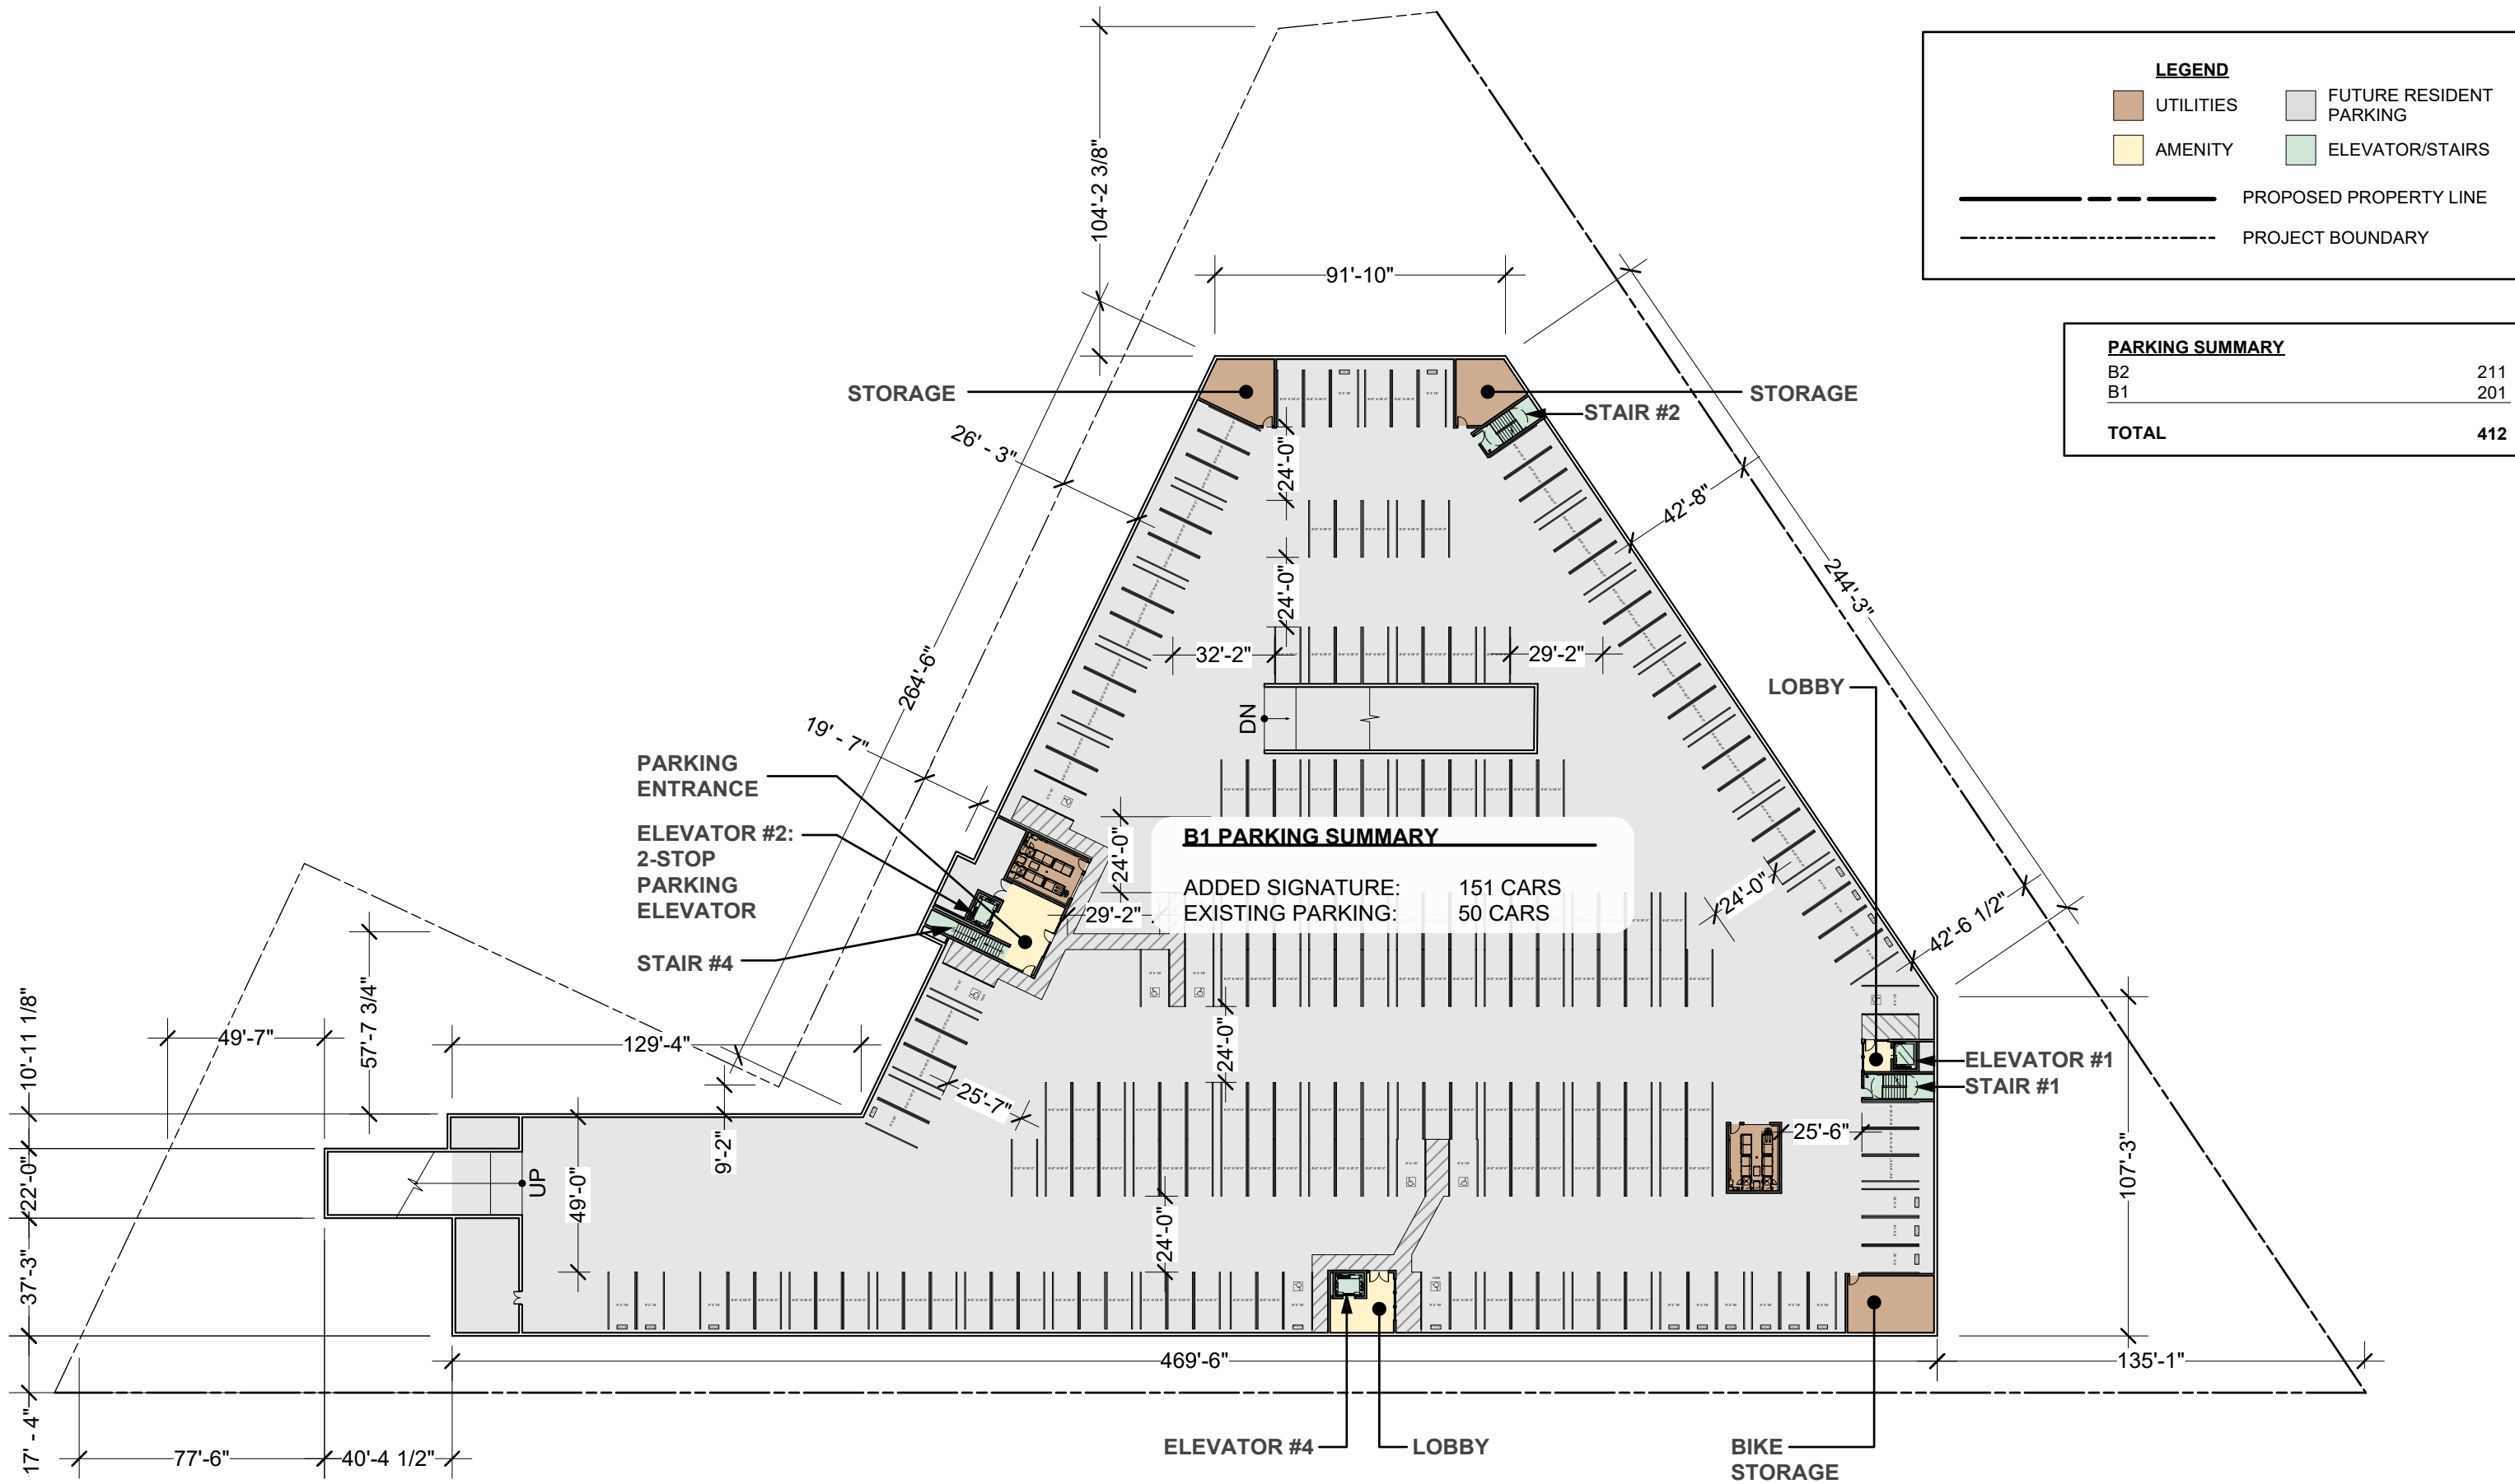 LEGEND
UTILITIES
FUTURE RESIDENT
PARKING
AMENITY
ELEVATOR/STAIRS
PROPOSED PROPERTY LINE
PROJECT BOUNDARY
PARKING SUMMARY
B2 211
B1 201
TOTAL 412
104'-2 3/8"
91'-10"
STORAGE
STORAGE
STAIR #2
26' - 3"
24'-0"
42'-8"
24'-0"
244'-3"
264'-6"
32'-2"
29'-2"
LOBBY
DN
19' - 7"
PARKING
ENTRANCE
ELEVATOR #2:
2-STOP
PARKING
ELEVATOR
STAIR #4
24'-0"
B1 PARKING SUMMARY
ADDED SIGNATURE: 151 CARS
EXISTING PARKING: 50 CARS
29'-2"
24'-0"
42'-6 1/2"
10'-11 1/8"
57'-7 3/4"
49'-7"
129'-4"
24'-0"
ELEVATOR #1
STAIR #1
25'-7"
9'-2"
25'-6"
107'-3"
22'-0"
UP
49'-0"
24'-0"
37'-3"
469'-6"
135'-1"
17' - 4"
77'-6"
40'-4 1/2"
ELEVATOR #4
LOBBY
BIKE
STORAGE